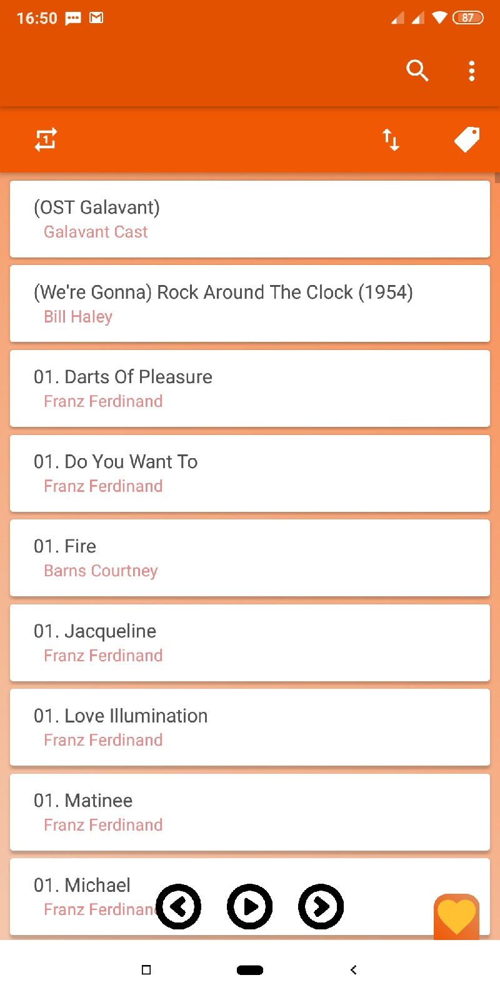 16:50
87
1
(OST Galavant)
Galavant Cast
(We're Gonna) Rock Around The Clock (1954)
Bill Haley
01. Darts Of Pleasure
Franz Ferdinand
01. Do You Want To
Franz Ferdinand
01. Fire
Barns Courtney
01. Jacqueline
Franz Ferdinand
01. Love Illumination
Franz Ferdinand
01. Matinee
Franz Ferdinand
01. Michael
Franz Ferdinan